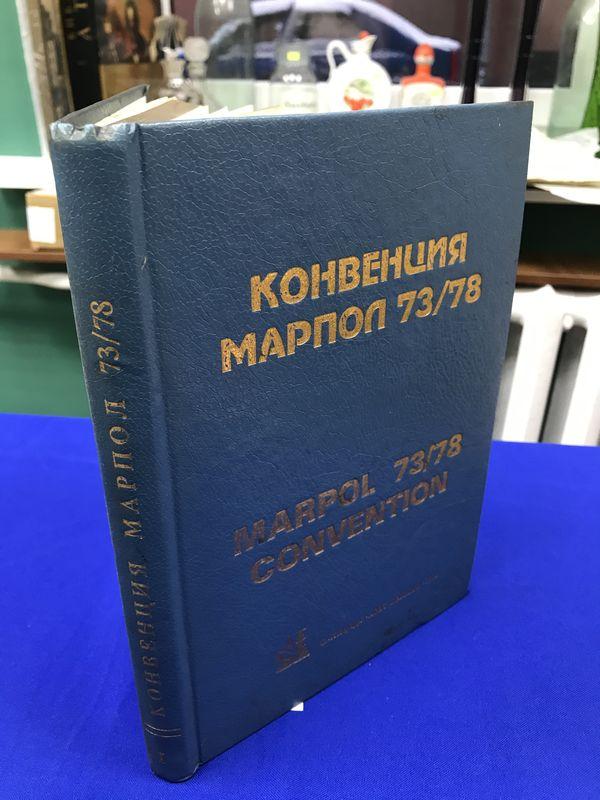 КОНВЕНЦИЯ
МАРПОЛ 73/78
MARPOL 73/78
CONVENTION
КОНВЕНЦИЯ МАРПОЛ 73/78
I